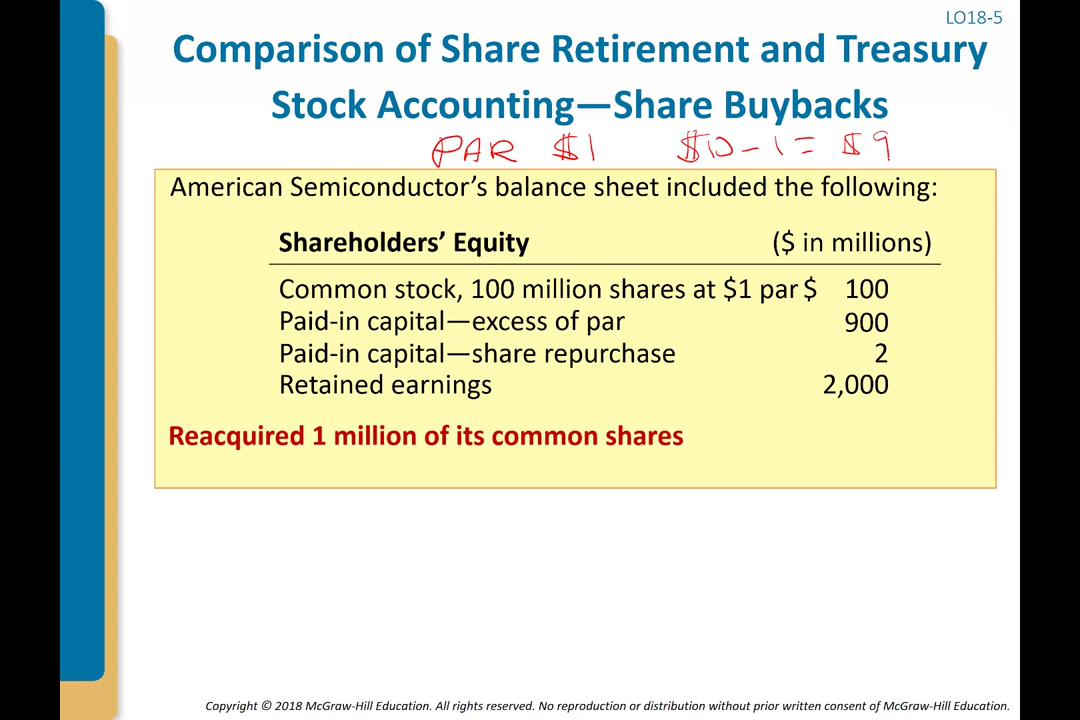 LO18-5
Comparison of Share Retirement and Treasury
Stock Accounting—Share Buybacks
PAR $1 $10-1= $9
American Semiconductor’s balance sheet included the following:
Shareholders’ Equity ($ in millions)
Common stock, 100 million shares at $1 par $ 100
Paid-in capital—excess of par 900
Paid-in capital—share repurchase 2
Retained earnings 2,000
Reacquired 1 million of its common shares
Copyright © 2018 McGraw-Hill Education. All rights reserved. No reproduction or distribution without prior written consent of McGraw-Hill Education.